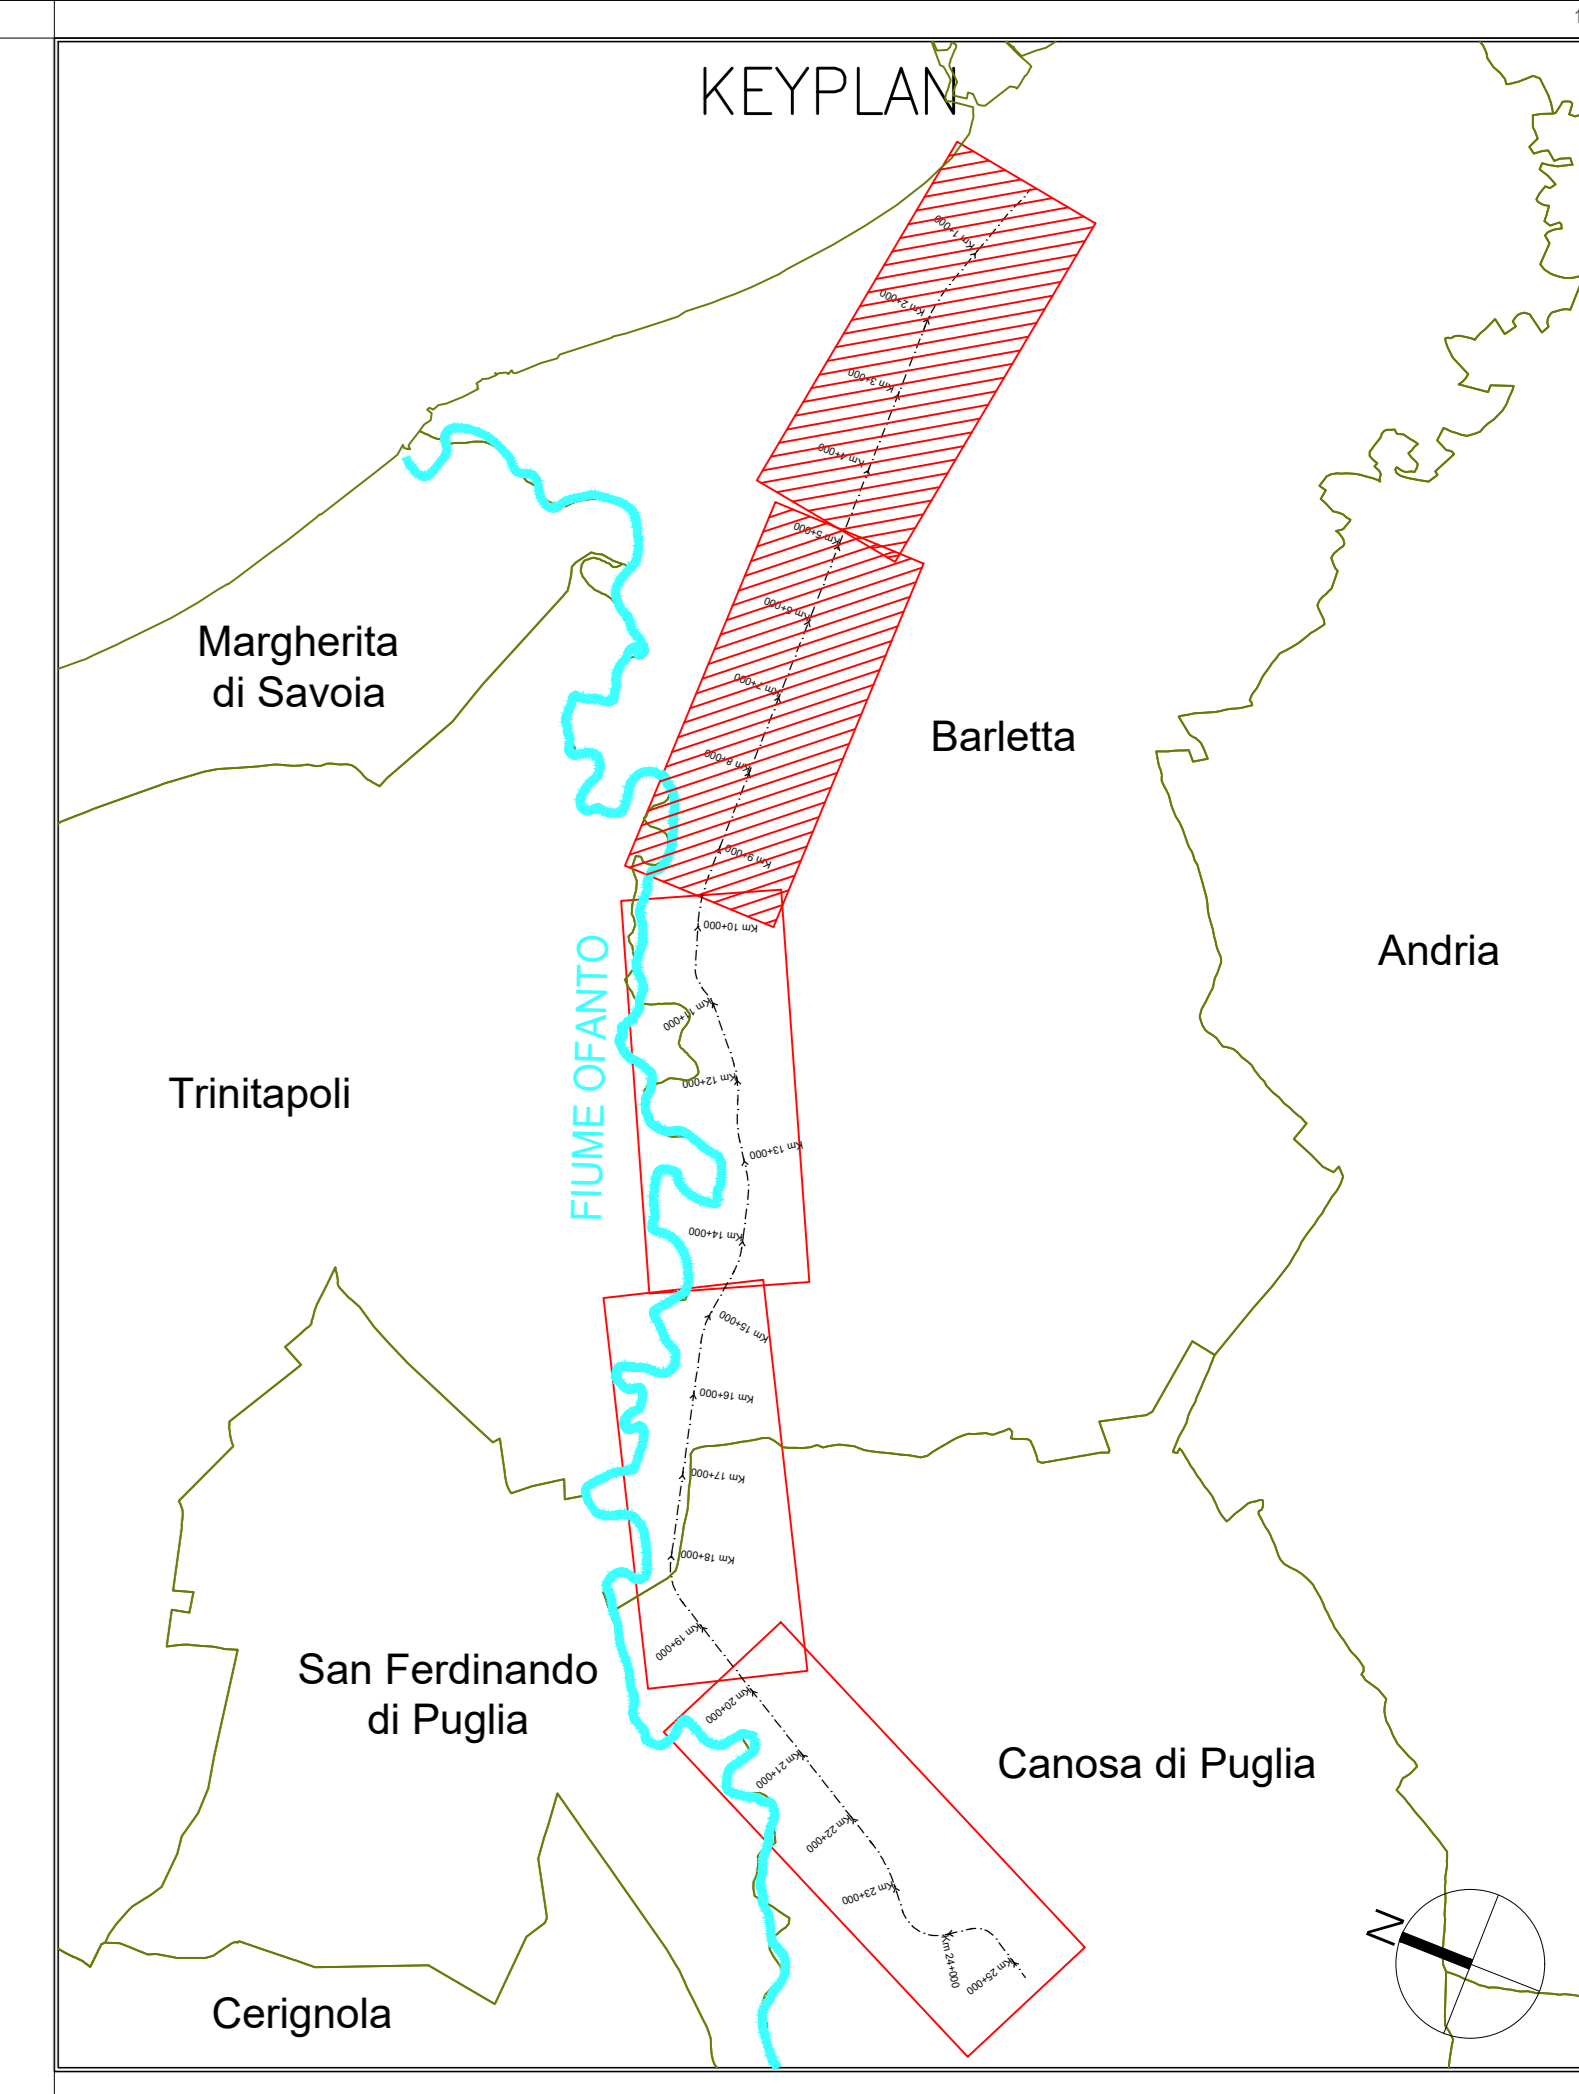 1
KEYPLAN
Km 1+000
Km 2+000
Km 3+000
Km 4+000
Km 5+000
Km 6+000
Margherita
di Savoia
Km 7+000
Barletta
Km 8+000
Km 9+000
Km 10+000
Andria
FIUME OFANTO
Km 11+000
Trinitapoli
Km 12+000
Km 13+000
Km 14+000
Km 15+000
Km 16+000
Km 17+000
Km 18+000
Km 19+000
San Ferdinando
di Puglia
Km 20+000
Km 21+000
Canosa di Puglia
Km 22+000
Km 23+000
N
Km 24+000
Km 25+000
Cerignola